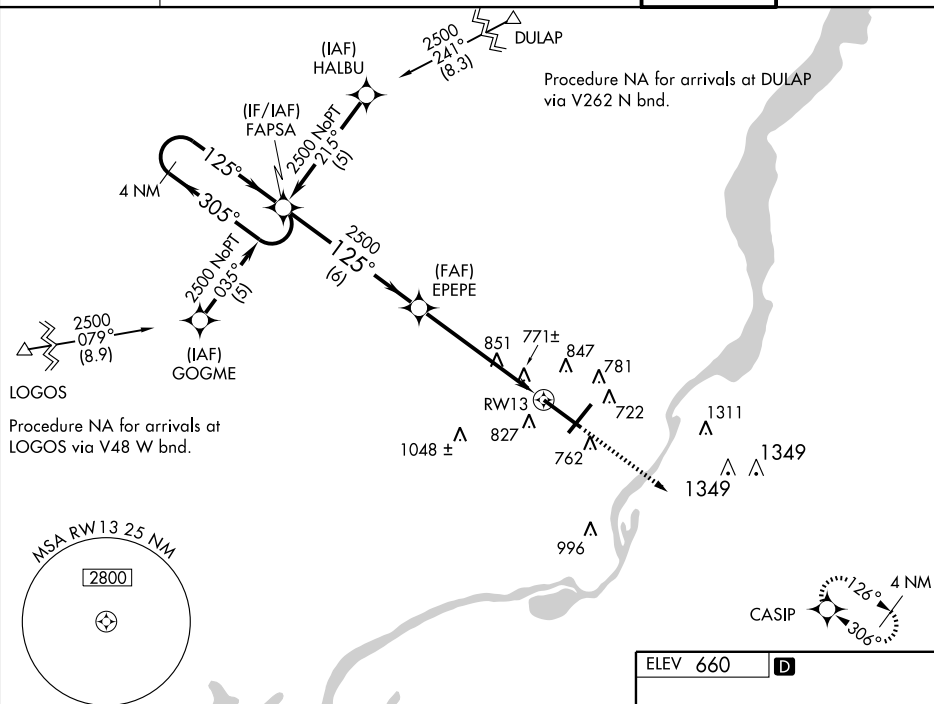 2500
241°
(8.3)
DULAP
(IAF)
HALBU
Procedure NA for arrivals at DULAP
via V262 N bnd.
(IF/IAF)
FAPSA
2500 NoPT
215°
(5)
125°
4 NM
305°
2500
125°
(6)
2500 NoPT
035°
(5)
(FAF)
EPEPE
2500
079°
(8.9)
(IAF)
GOGME
LOGOS
851
771±
847
781
RW13
722
1311
Procedure NA for arrivals at
LOGOS via V48 W bnd.
1048 ±
827
762
1349
1349
MSA RW13 25 NM
2800
996
126°
4 NM
CASIP
306°
ELEV 660
D